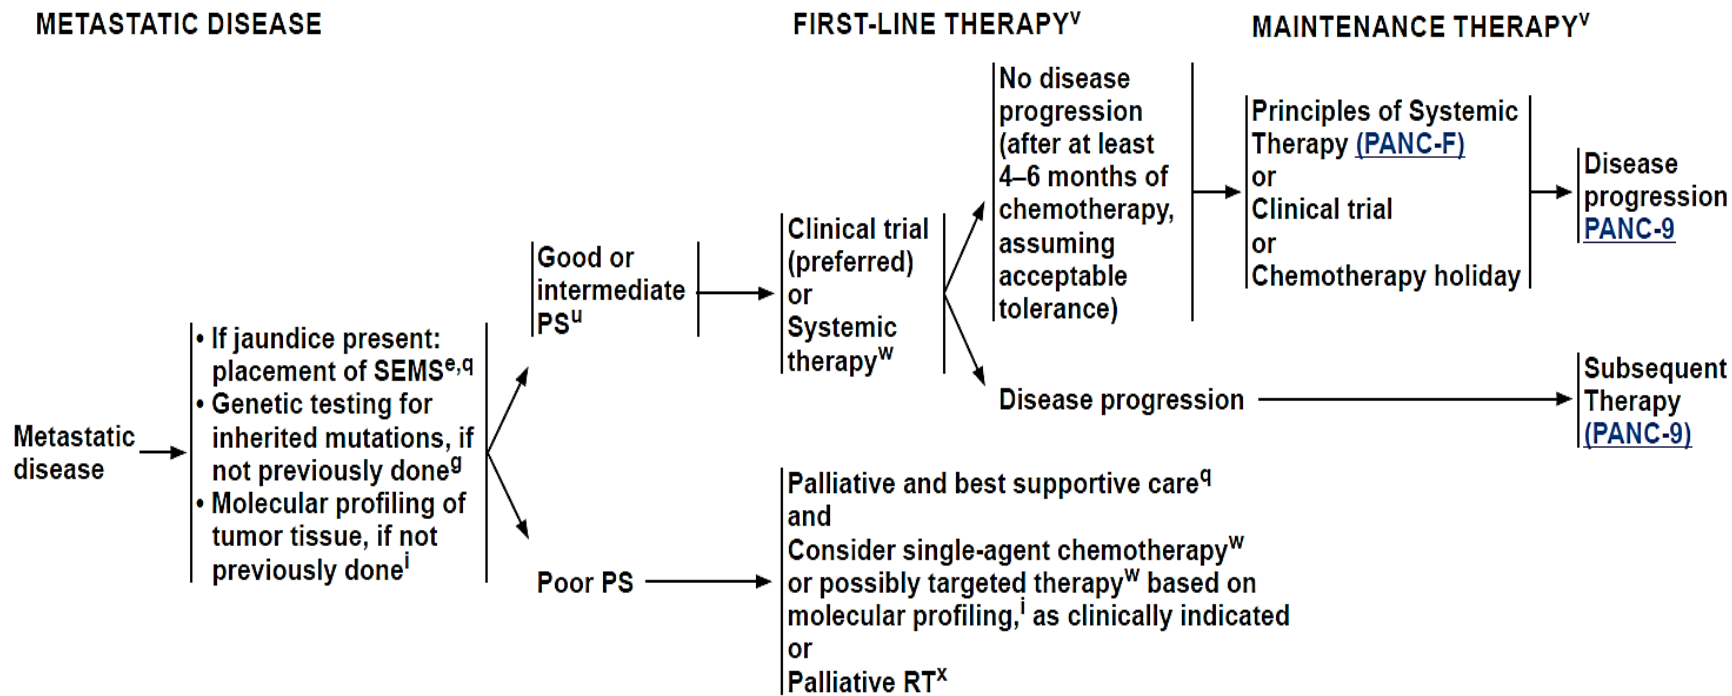 METASTATIC DISEASE
FIRST-LINE THERAPYᵛ
MAINTENANCE THERAPYⱽ
Metastatic
disease
• If jaundice present:
placement of SEMSᵉ,q
• Genetic testing for
inherited mutations, if
not previously doneᵍ
• Molecular profiling of
tumor tissue, if not
previously doneⁱ
Good or
intermediate
PSᵘ
Clinical trial
(preferred)
or
Systemic
therapyʷ
No disease
progression
(after at least
4–6 months of
chemotherapy,
assuming
acceptable
tolerance)
Principles of Systemic
Therapy (PANC-F)
or
Clinical trial
or
Chemotherapy holiday
Disease
progression
PANC-9
Disease progression
Subsequent
Therapy
(PANC-9)
Poor PS
Palliative and best supportive careq
and
Consider single-agent chemotherapyʷ
or possibly targeted therapyʷ based on
molecular profiling,ⁱ as clinically indicated
or
Palliative RTˣ